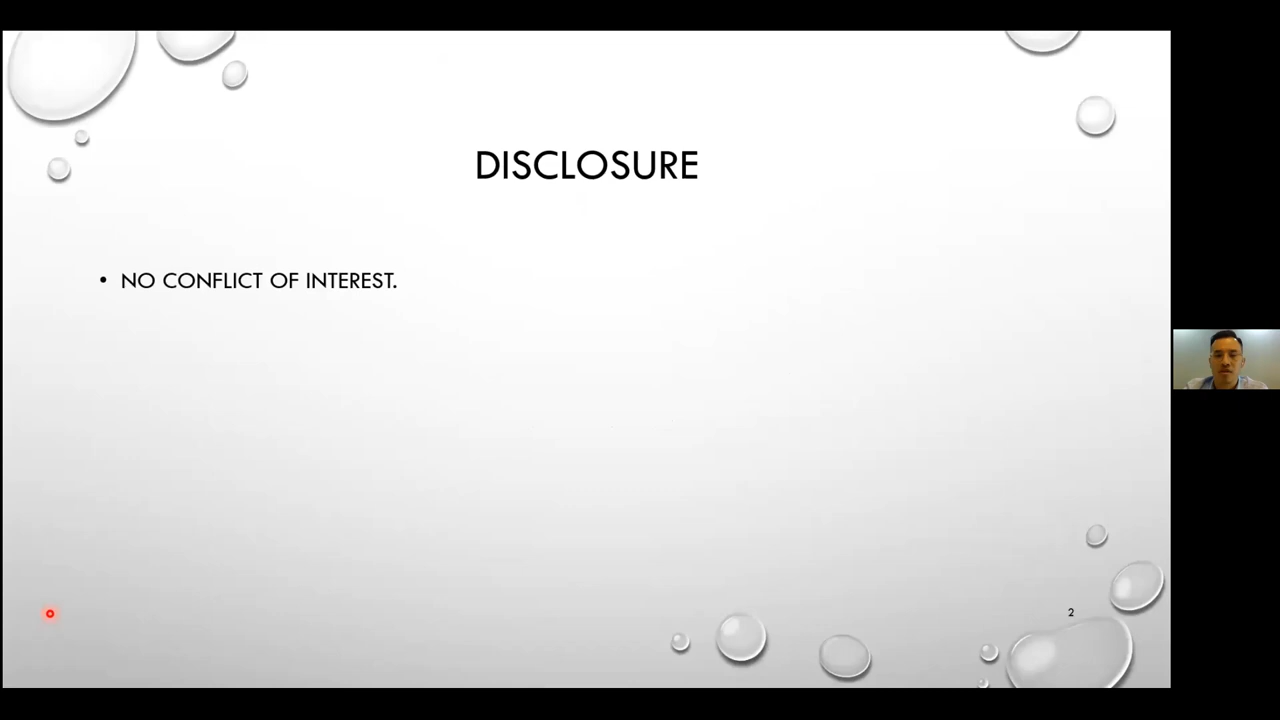 DISCLOSURE
• NO CONFLICT OF INTEREST.
2